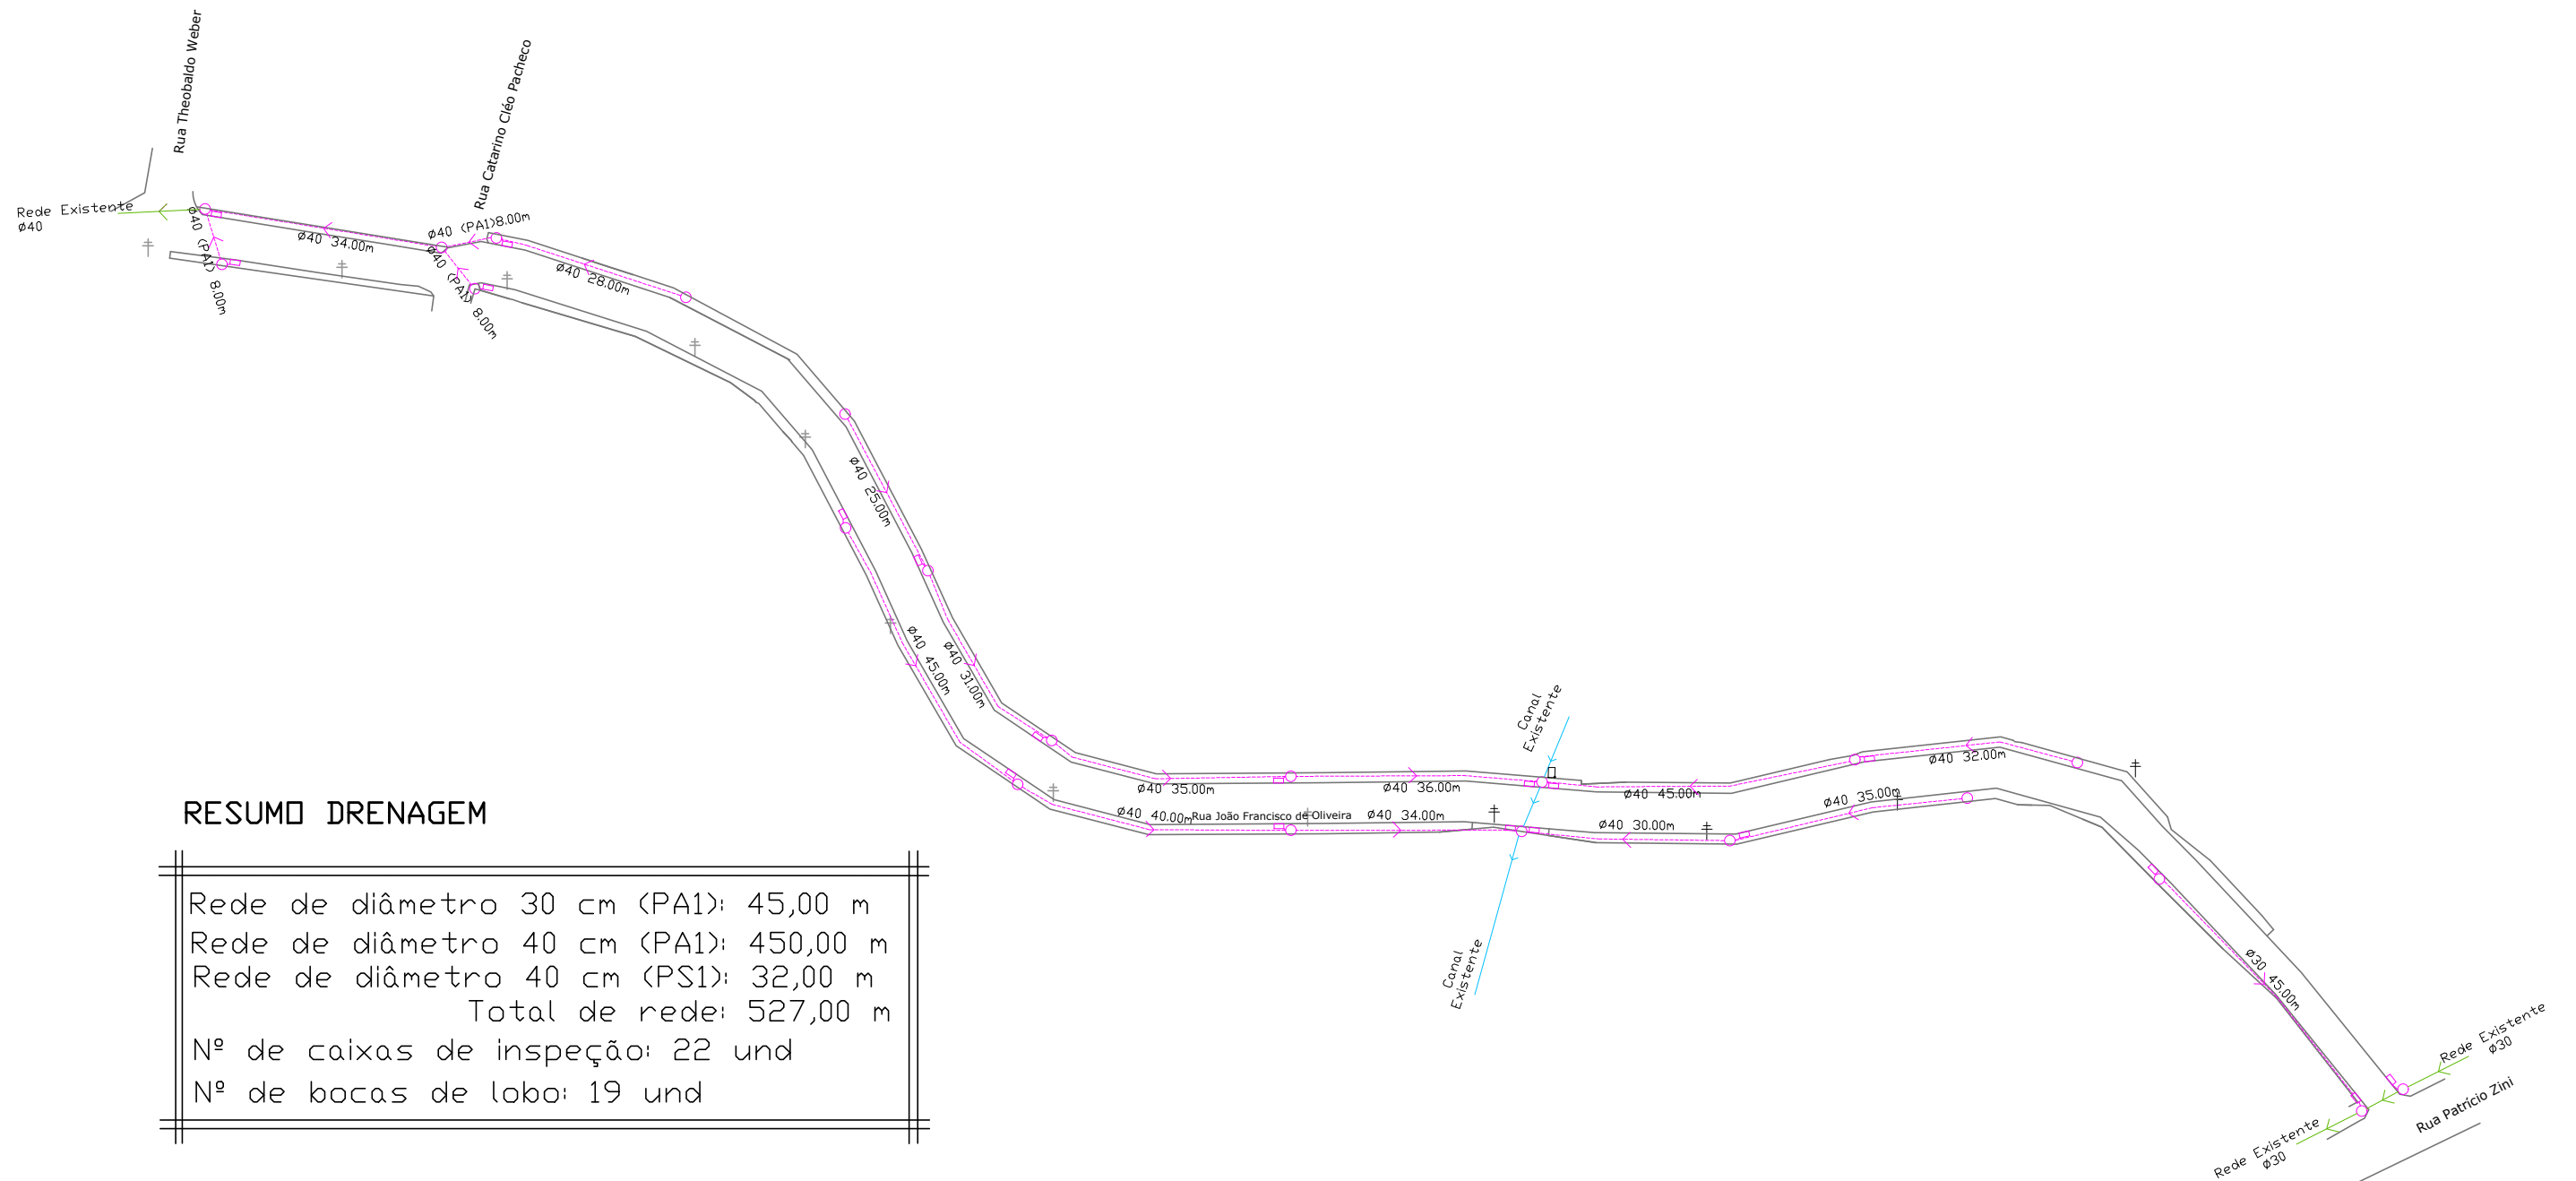 Rua Theobaldo Weber
Rua Catarino Cléo Pacheco
Rede Existente
Ø40
Ø40 (PA1) 8.00m
Ø40 34.00m
Ø40 (PA1)8.00m
Ø40 (PA1) 8.00m
Ø40 28.00m
Ø40 25.00m
Ø40 45.00m
Ø40 31.00m
Canal
Existente
Ø40 35.00m
Ø40 36.00m
Ø40 45.00m
Ø40 32.00m
Ø40 40.00m
Rua João Francisco de Oliveira
Ø40 34.00m
Ø40 30.00m
Ø40 35.00m
Canal
Existente
Ø30 45.00m
Rede Existente
Ø30
Rua Patrício Zini
Rede Existente
Ø30
RESUMO DRENAGEM
Rede de diâmetro 30 cm (PA1): 45,00 m
Rede de diâmetro 40 cm (PA1): 450,00 m
Rede de diâmetro 40 cm (PS1): 32,00 m
Total de rede: 527,00 m
Nº de caixas de inspeção: 22 und
Nº de bocas de lobo: 19 und